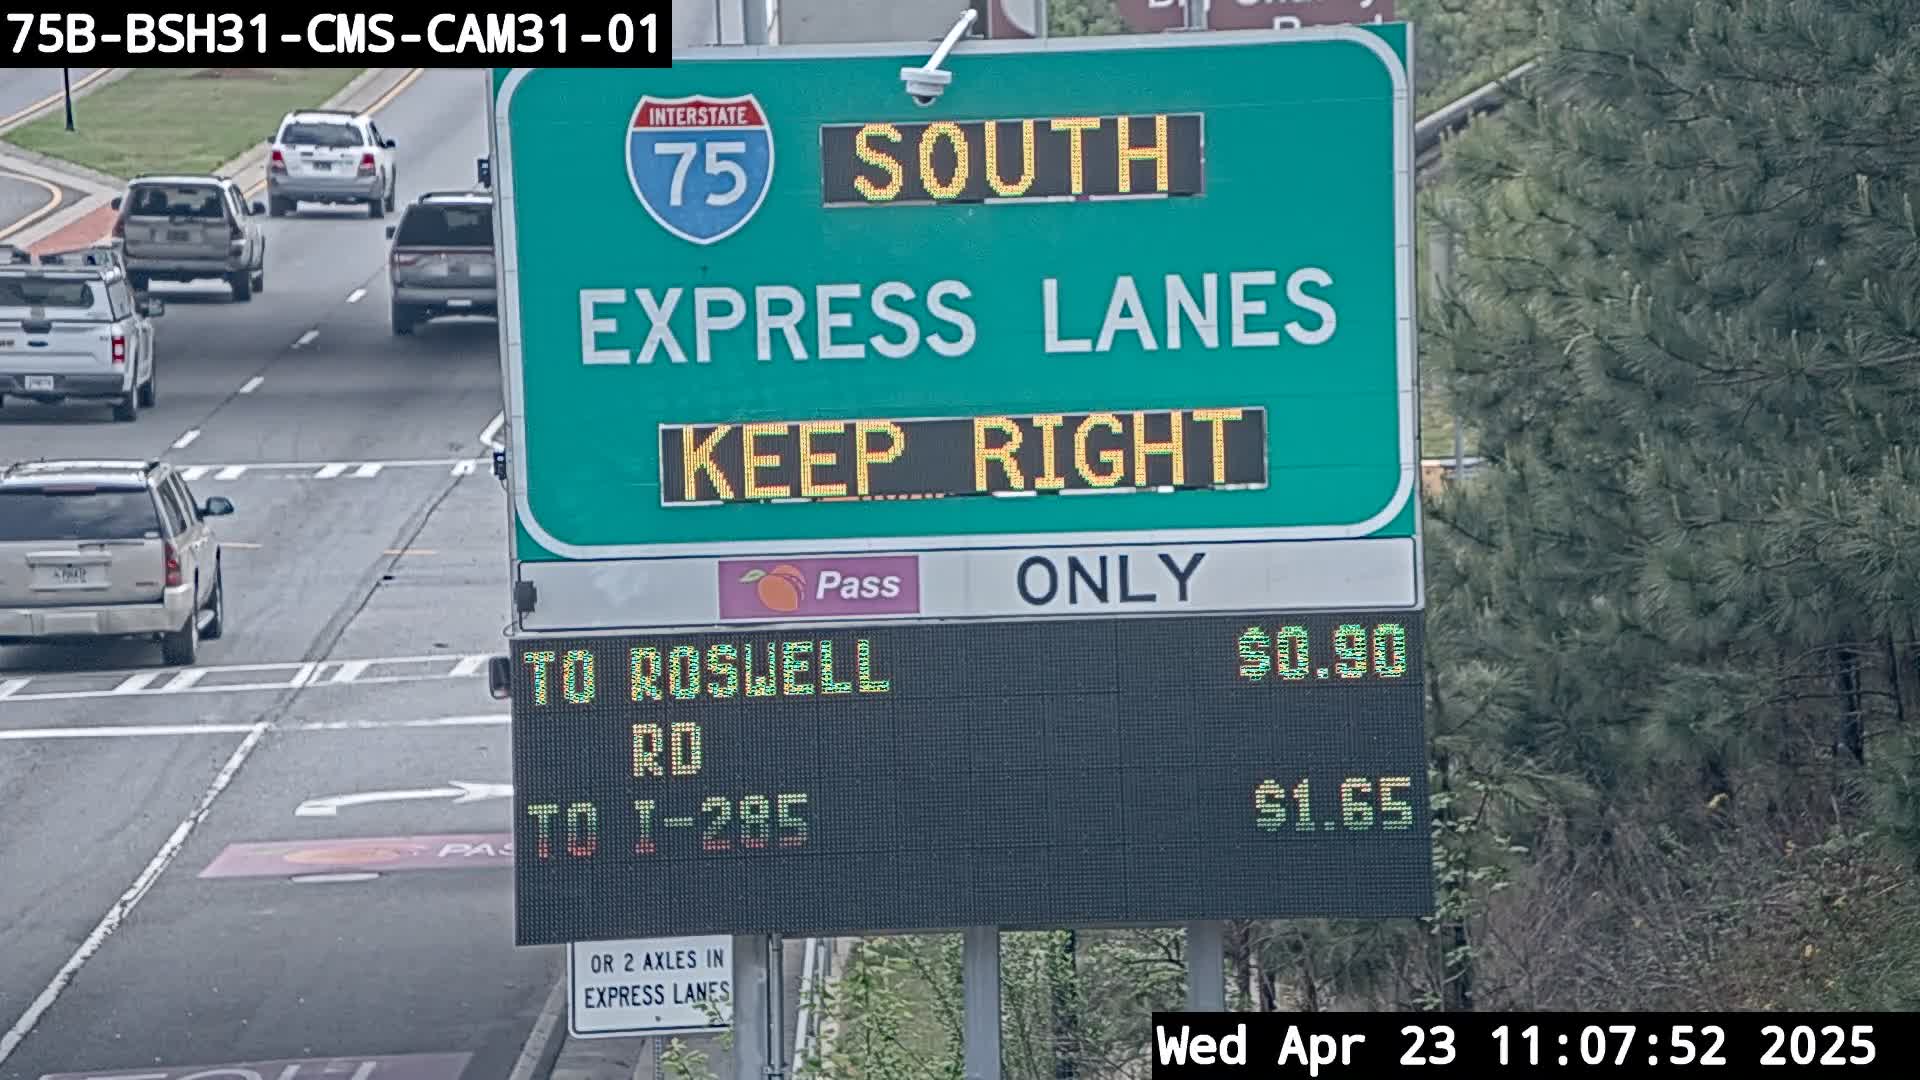 75B-BSH31-CMS-CAM31-01
INTERSTATE
75
SOUTH
EXPRESS LANES
KEEP RIGHT
Pass ONLY
TO ROSWELL $0.90
RD
TO I-285 $1.65
OR 2 AXLES IN
EXPRESS LANES
Wed Apr 23 11:07:52 2025